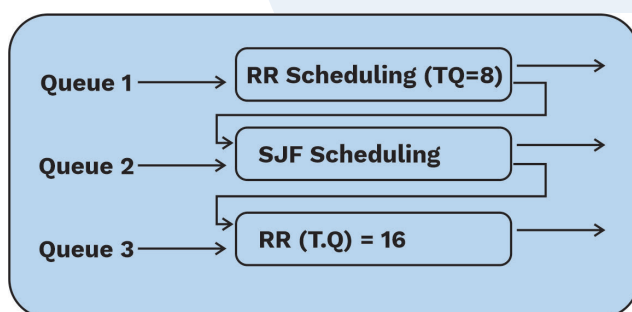 Queue 1
RR Scheduling (TQ=8)
Queue 2
SJF Scheduling
Queue 3
RR (T.Q) = 16